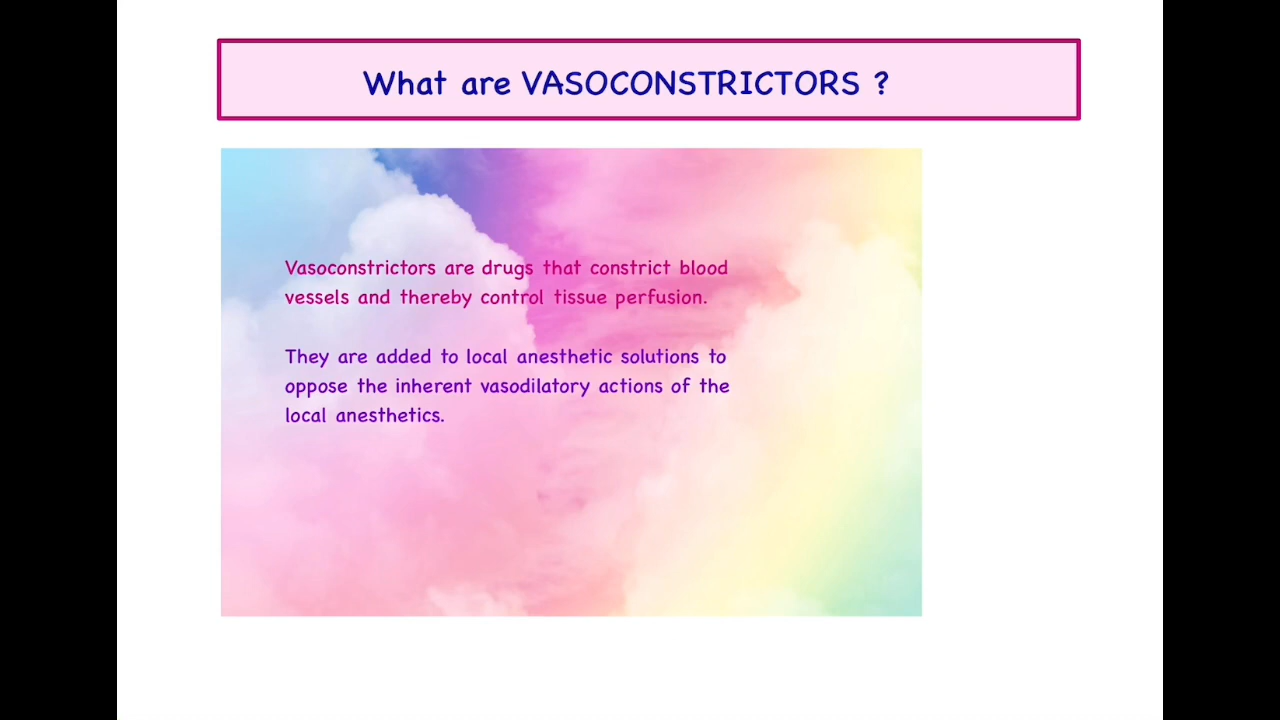 What are VASOCONSTRICTORS ?
Vasoconstrictors are drugs that constrict blood
vessels and thereby control tissue perfusion.
They are added to local anesthetic solutions to
oppose the inherent vasodilatory actions of the
local anesthetics.